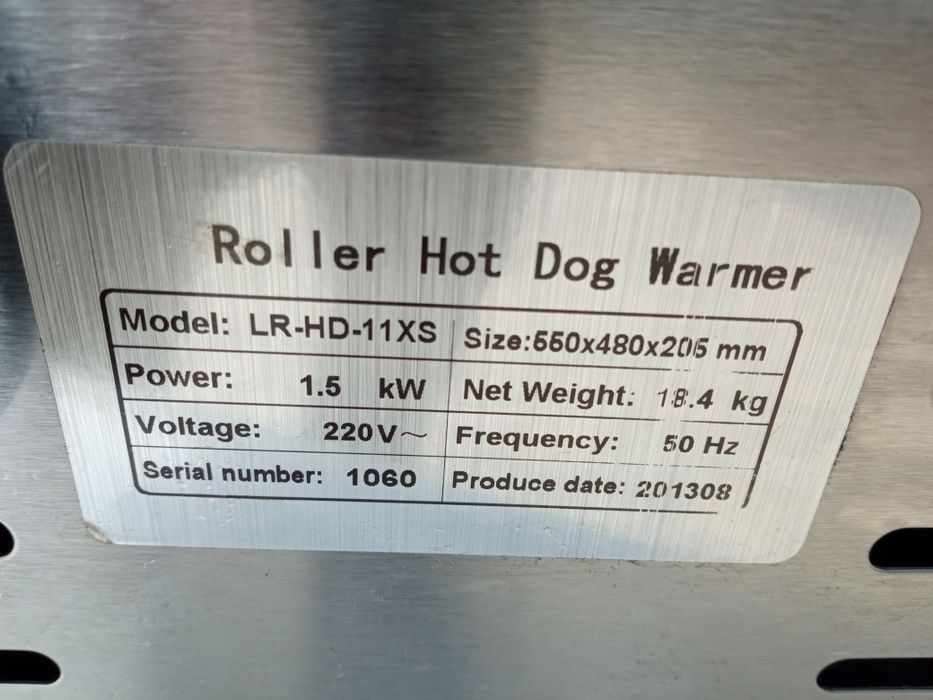 Roller Hot Dog Warmer
Model: LR-HD-11XS Size:550x480x205 mm
Power: 1.5 kW Net Weight: 18.4 kg
Voltage: 220V~ Frequency: 50 Hz
Serial number: 1060 Produce date: 201308